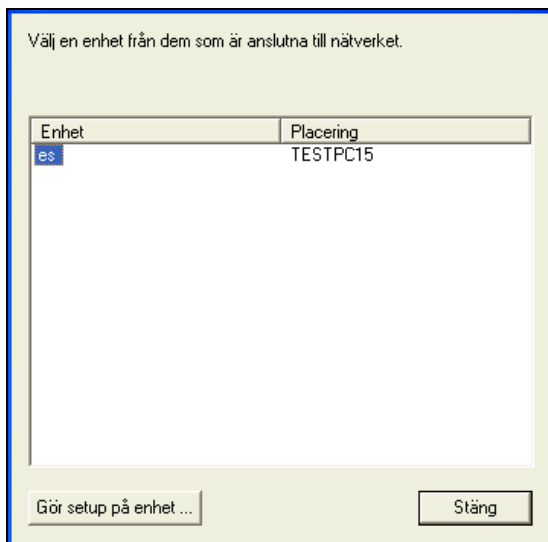 Välj en enhet från dem som är anslutna till nätverket.
Enhet Placering
es TESTPC15
Gör setup på enhet ... Stäng